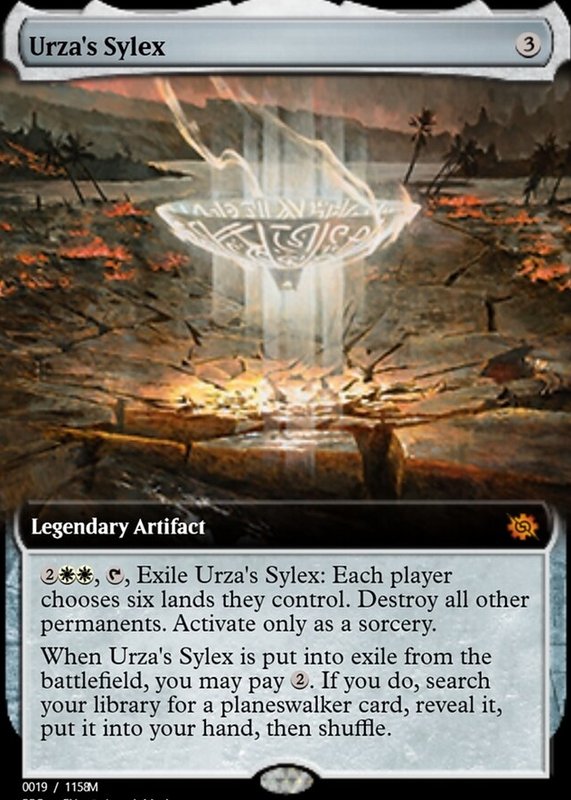 Urza's Sylex 3
Legendary Artifact
2, , Exile Urza's Sylex: Each player
chooses six lands they control. Destroy all other
permanents. Activate only as a sorcery.
When Urza's Sylex is put into exile from the
battlefield, you may pay 2. If you do, search
your library for a planeswalker card, reveal it,
put it into your hand, then shuffle.
0019 / 1158M